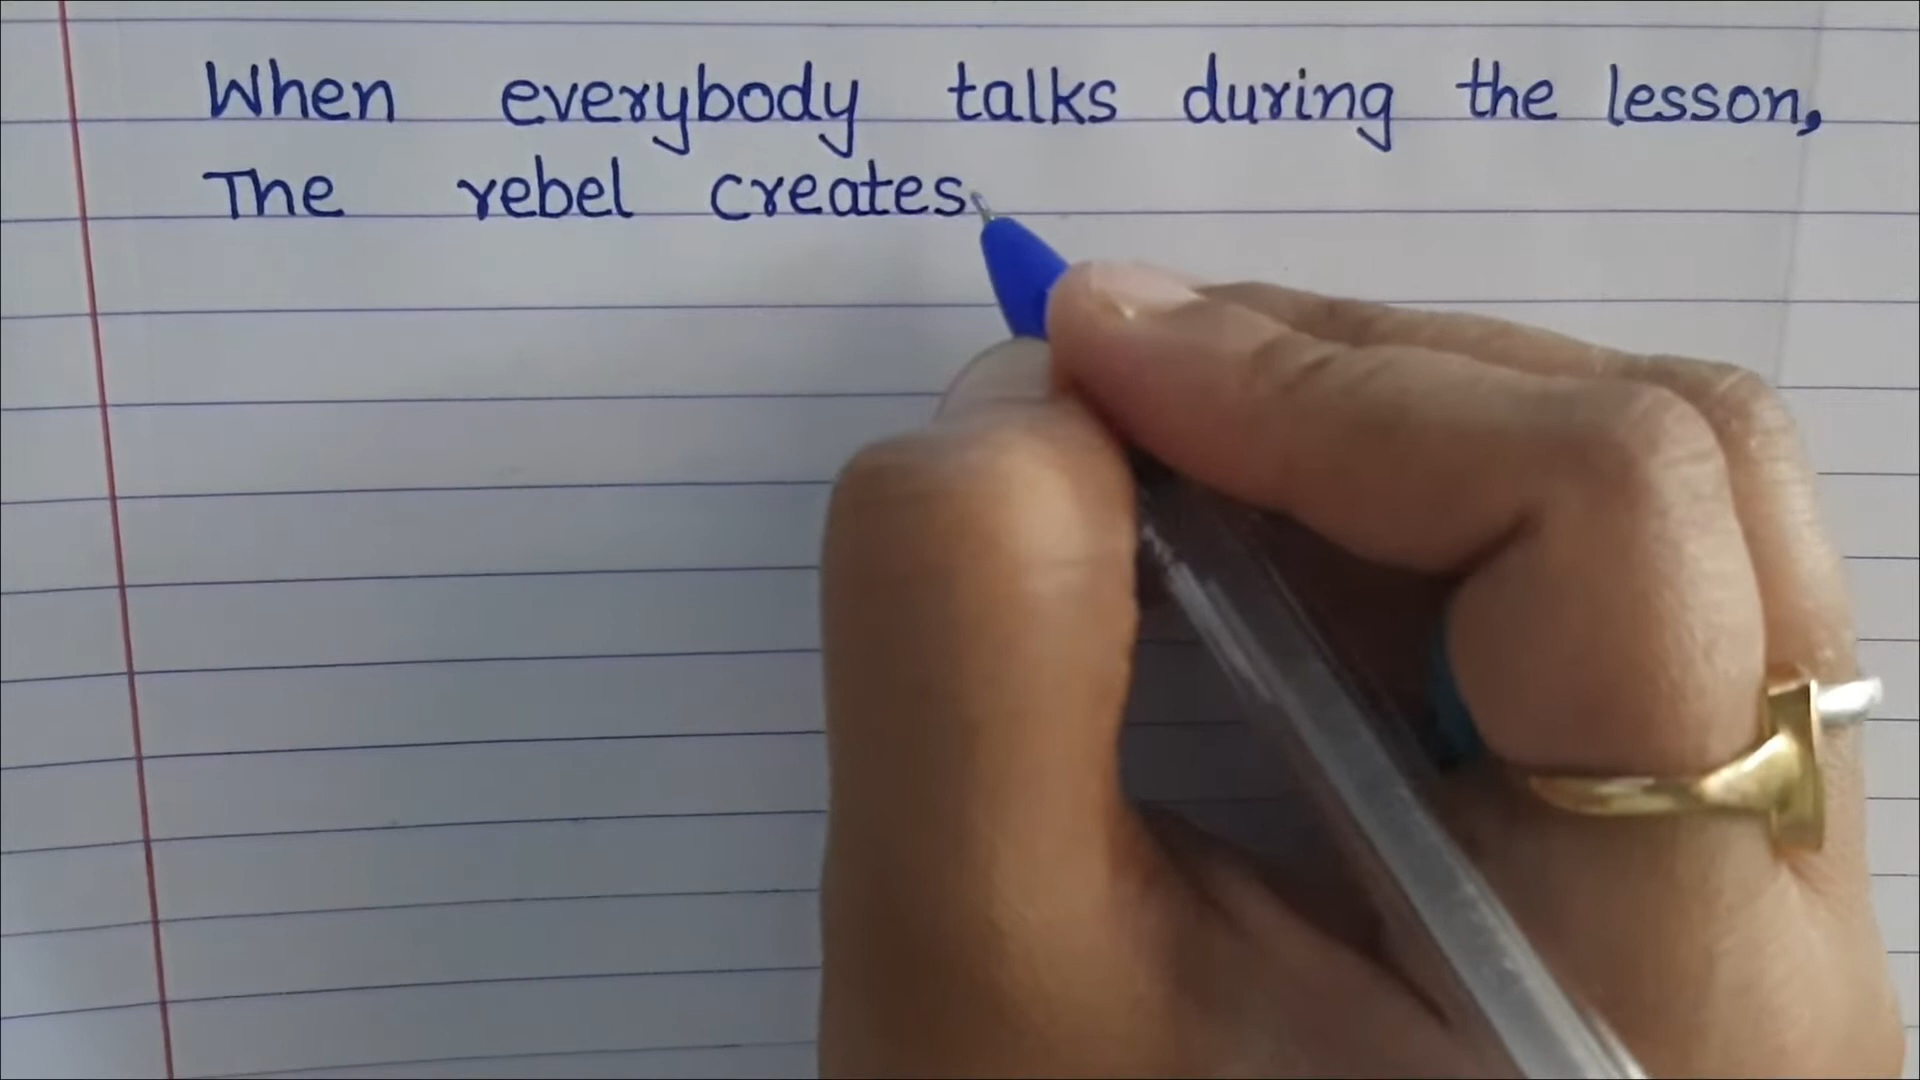 When everybody talks during the lesson,
The rebel creates